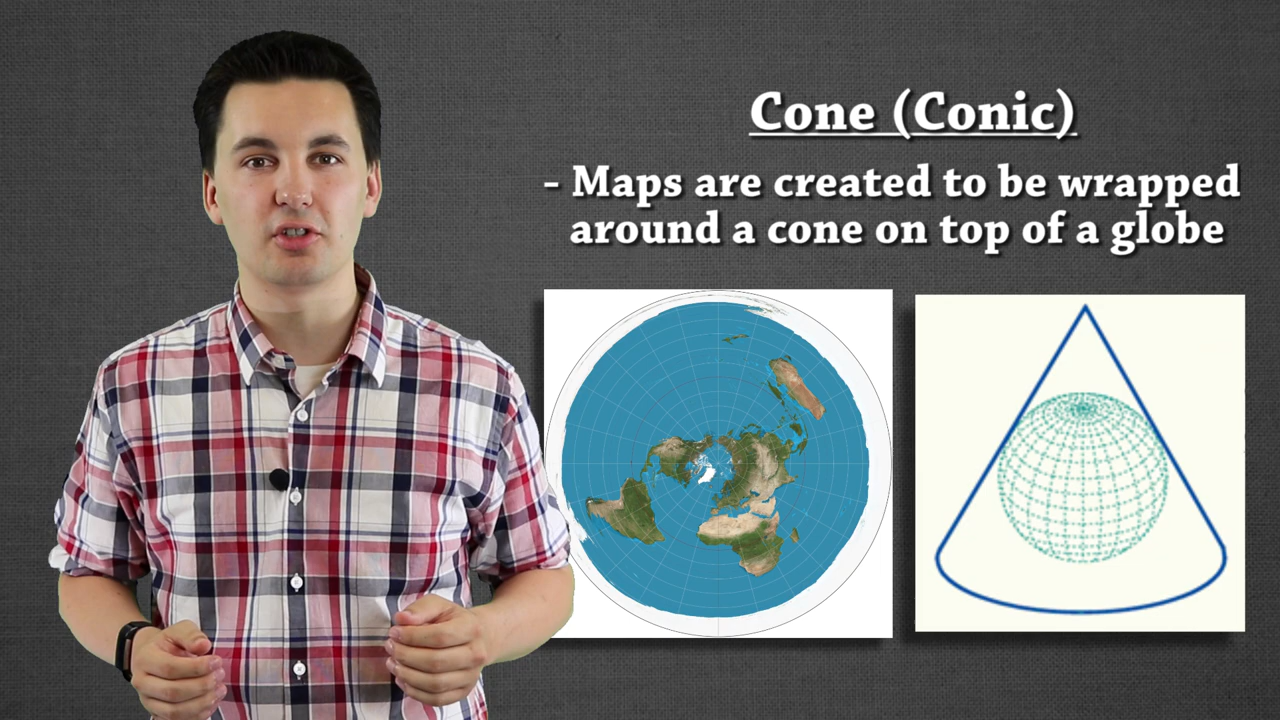 Cone (Conic)
- Maps are created to be wrapped
around a cone on top of a globe